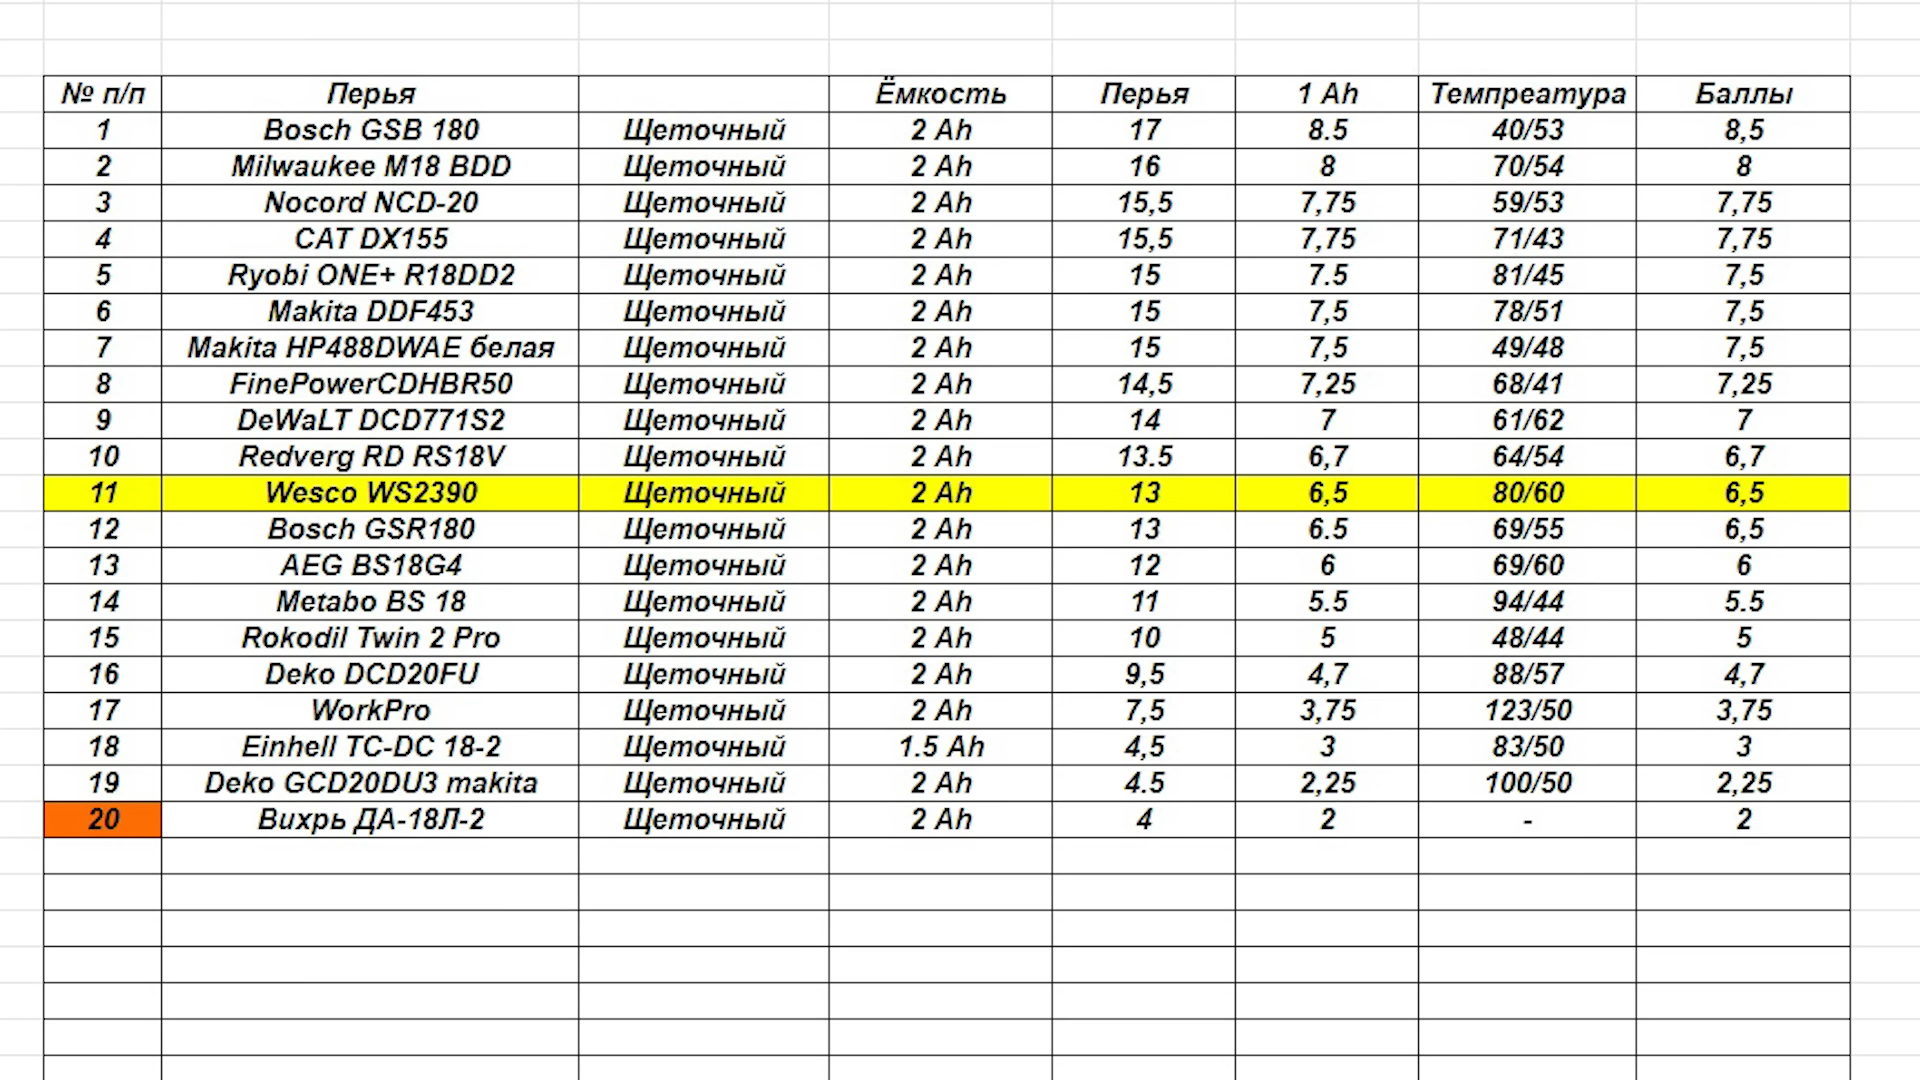 № п/п Перья Ёмкость Перья 1 Ah Темпреатура Баллы
1 Bosch GSB 180 Щеточный 2 Ah 17 8.5 40/53 8,5
2 Milwaukee M18 BDD Щеточный 2 Ah 16 8 70/54 8
3 Nocord NCD-20 Щеточный 2 Ah 15,5 7,75 59/53 7,75
4 CAT DX155 Щеточный 2 Ah 15,5 7,75 71/43 7,75
5 Ryobi ONE+ R18DD2 Щеточный 2 Ah 15 7.5 81/45 7,5
6 Makita DDF453 Щеточный 2 Ah 15 7,5 78/51 7,5
7 Makita HP488DWAE белая Щеточный 2 Ah 15 7,5 49/48 7,5
8 FinePowerCDHBR50 Щеточный 2 Ah 14,5 7,25 68/41 7,25
9 DeWaLT DCD771S2 Щеточный 2 Ah 14 7 61/62 7
10 Redverg RD RS18V Щеточный 2 Ah 13.5 6,7 64/54 6,7
11 Wesco WS2390 Щеточный 2 Ah 13 6,5 80/60 6,5
12 Bosch GSR180 Щеточный 2 Ah 13 6.5 69/55 6,5
13 AEG BS18G4 Щеточный 2 Ah 12 6 69/60 6
14 Metabo BS 18 Щеточный 2 Ah 11 5.5 94/44 5.5
15 Rokodil Twin 2 Pro Щеточный 2 Ah 10 5 48/44 5
16 Deko DCD20FU Щеточный 2 Ah 9,5 4,7 88/57 4,7
17 WorkPro Щеточный 2 Ah 7,5 3,75 123/50 3,75
18 Einhell TC-DC 18-2 Щеточный 1.5 Ah 4,5 3 83/50 3
19 Deko GCD20DU3 makita Щеточный 2 Ah 4.5 2,25 100/50 2,25
20 Вихрь ДА-18Л-2 Щеточный 2 Ah 4 2 - 2